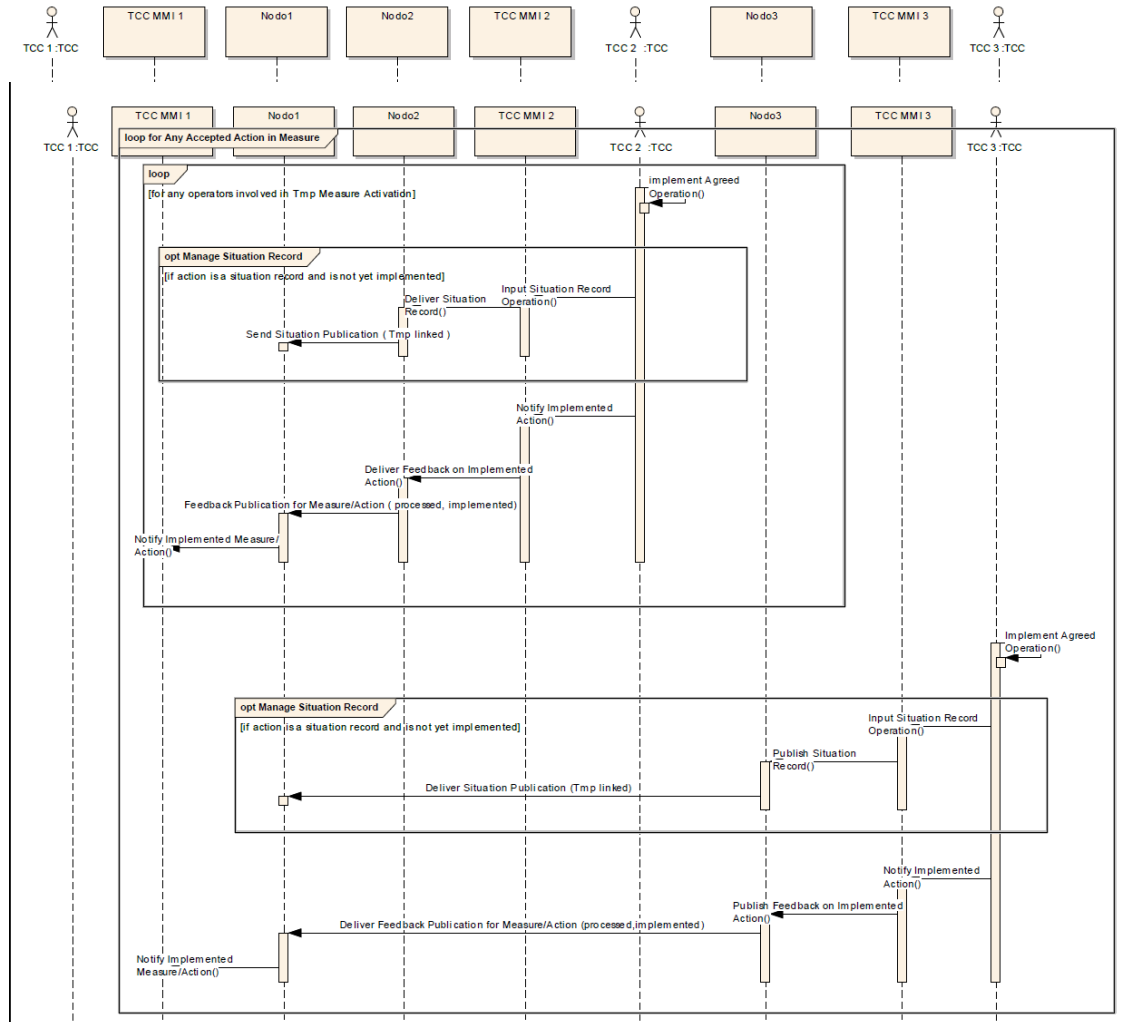 TCC MMI 1
Nodo1
Nodo2
TCC MMI 2
Nodo3
TCC MMI 3
TCC 1 :TCC
TCC 2 :TCC
TCC 3 :TCC
TCC MMI 1
Nodo1
Nodo2
TCC MMI 2
Nodo3
TCC MMI 3
loop for Any Accepted Action in Measure
TCC 1 :TCC
TCC 2 :TCC
TCC 3 :TCC
loop
[for any operators involved in Tmp Measure Activation]
implement Agreed
Operation()
opt Manage Situation Record
[if action is a situation record and is not yet implemented]
Input Situation Record
Operation()
Deliver Situation
Record()
Send Situation Publication ( Tmp linked )
Notify Implemented
Action()
Deliver Feedback on Implemented
Action()
Feedback Publication for Measure/Action ( processed, implemented)
Notify Implemented Measure/
Action()
Implement Agreed
Operation()
opt Manage Situation Record
[if action is a situation record and is not yet implemented]
Input Situation Record
Operation()
Publish Situation
Record()
Deliver Situation Publication (Tmp linked)
Notify Implemented
Action()
Publish Feedback on Implemented
Action()
Deliver Feedback Publication for Measure/Action (processed,implemented)
Notify Implemented
Measure/Action()